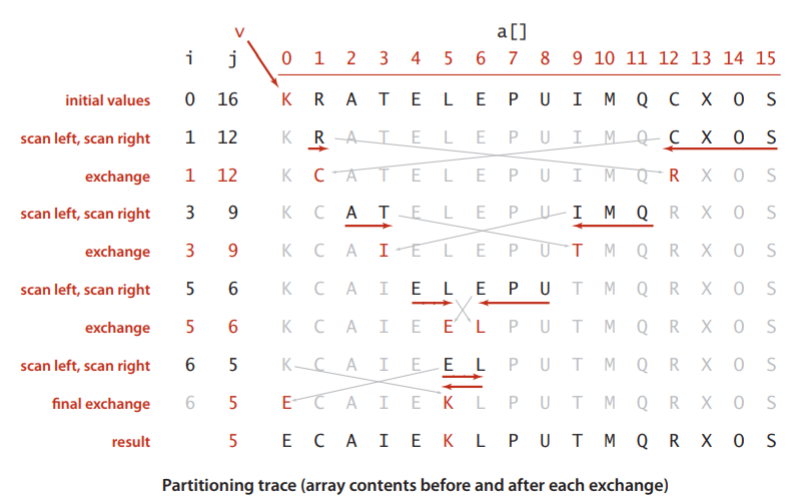 v a[]
i j 0 1 2 3 4 5 6 7 8 9 10 11 12 13 14 15
initial values 0 16 K R A T E L E P U I M Q C X O S
scan left, scan right 1 12 K R A T E L E P U I M Q C X O S
exchange 1 12 K C A T E L E P U I M Q R X O S
scan left, scan right 3 9 K C A T E L E P U I M Q R X O S
exchange 3 9 K C A I E L E P U T M Q R X O S
scan left, scan right 5 6 K C A I E L E P U T M Q R X O S
exchange 5 6 K C A I E E L P U T M Q R X O S
scan left, scan right 6 5 K C A I E E L P U T M Q R X O S
final exchange 6 5 E C A I E K L P U T M Q R X O S
result 5 E C A I E K L P U T M Q R X O S
Partitioning trace (array contents before and after each exchange)